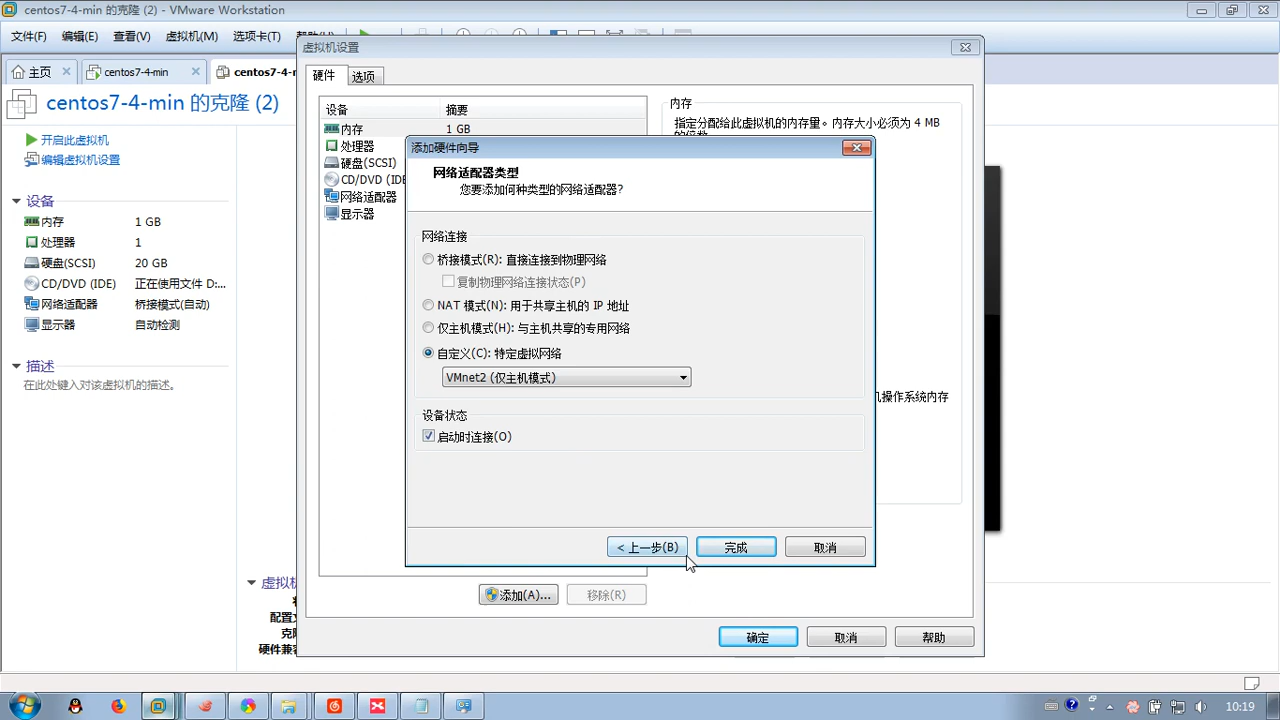 centos7-4-min 的克隆 (2) - VMware Workstation
文件(F) 编辑(E) 查看(V) 虚拟机(M) 选项卡(T)
主页 centos7-4-min centos7-4-m
centos7-4-min 的克隆 (2)
开启此虚拟机
编辑虚拟机设置
设备
内存 1 GB
处理器 1
硬盘(SCSI) 20 GB
CD/DVD (IDE) 正在使用文件 D:...
网络适配器 桥接模式(自动)
显示器 自动检测
描述
在此处键入对该虚拟机的描述。
配置文
硬件兼容
虚拟机设置
硬件 选项
设备 摘要
内存 1 GB
处理器
硬盘(SCSI)
CD/DVD (IDE
网络适配器
显示器
内存
指定分配给此虚拟机的内存量。内存大小必须为 4 MB
的倍数。
操作系统内存
添加硬件向导
网络适配器类型
您要添加何种类型的网络适配器?
网络连接
桥接模式(R): 直接连接到物理网络
复制物理网络连接状态(P)
NAT 模式(N): 用于共享主机的 IP 地址
仅主机模式(H): 与主机共享的专用网络
自定义(C): 特定虚拟网络
VMnet2 (仅主机模式)
设备状态
启动时连接(O)
< 上一步(B) 完成 取消
添加(A)... 移除(R)
确定 取消 帮助
10:19